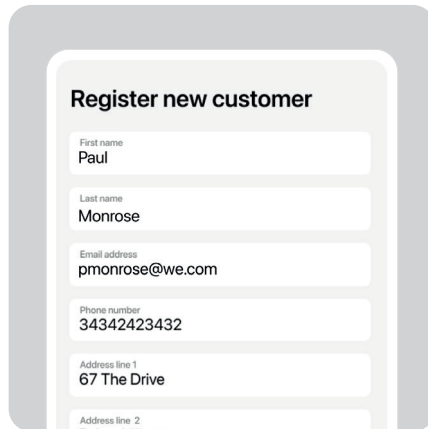 Register new customer
First name
Paul
Last name
Monrose
Email address
pmonrose@we.com
Phone number
34342423432
Address line 1
67 The Drive
Address line 2